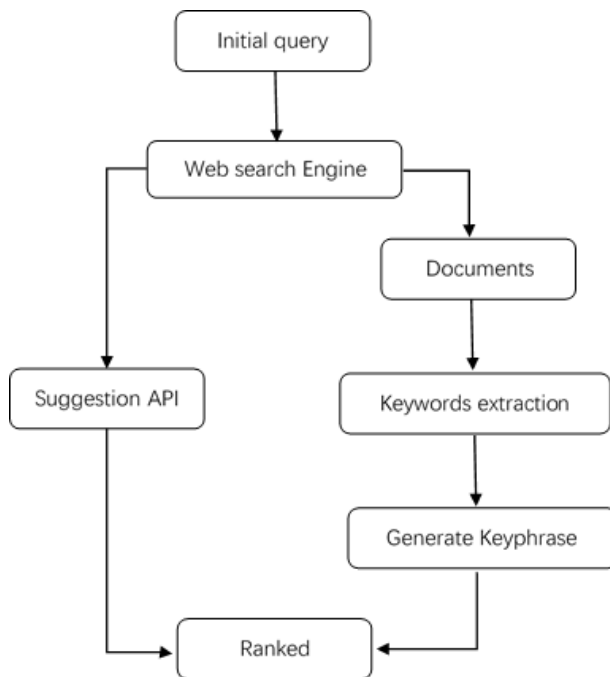 Initial query
Web search Engine
Documents
Suggestion API
Keywords extraction
Generate Keyphrase
Ranked